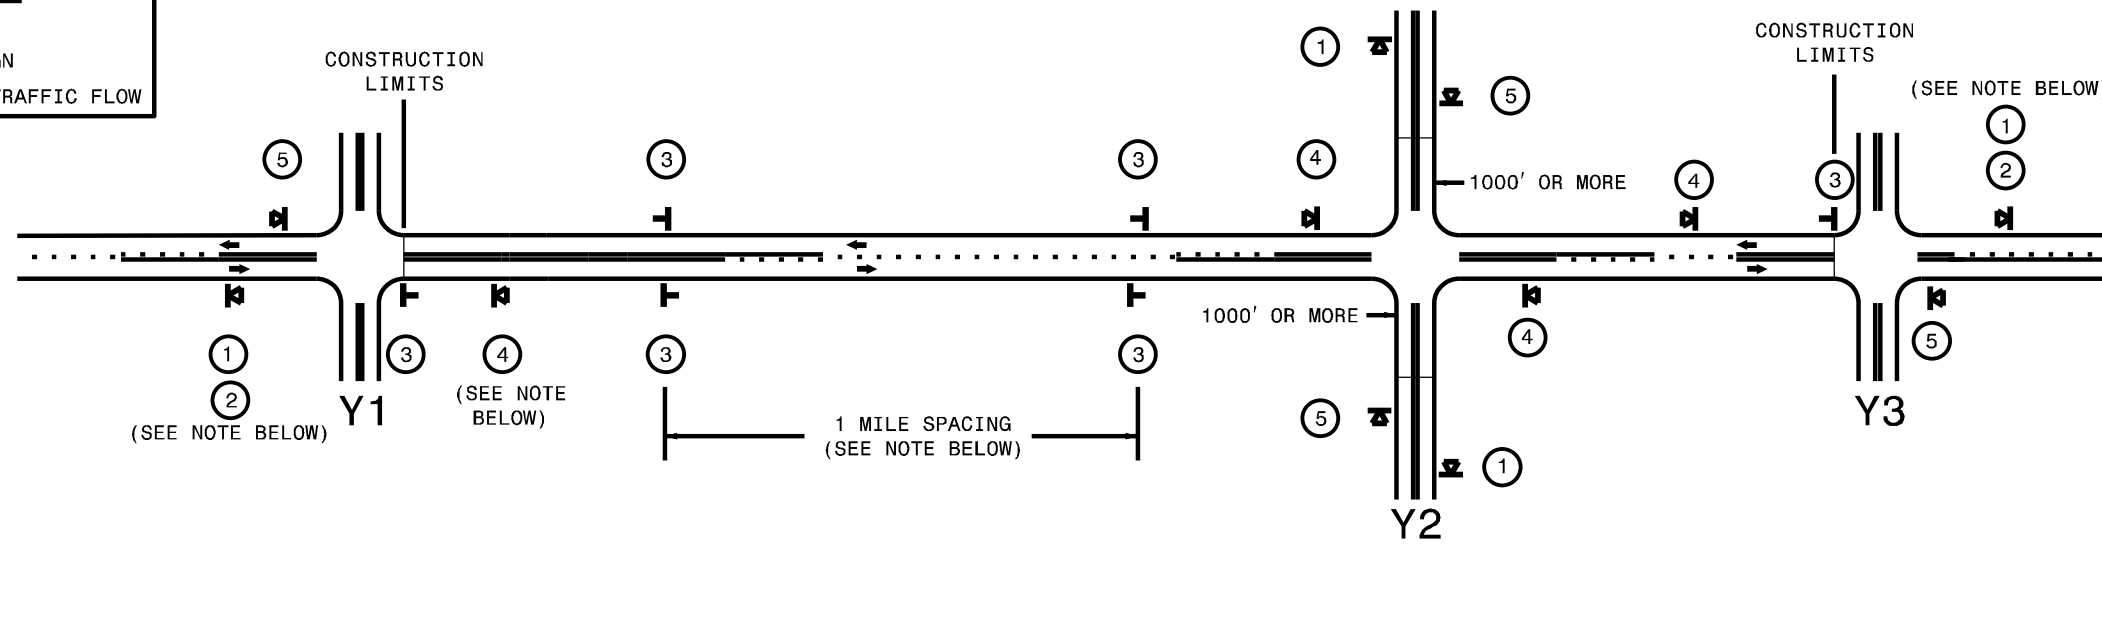 TRAFFIC FLOW
CONSTRUCTION
LIMITS
CONSTRUCTION
LIMITS
(SEE NOTE BELOW
1
5
1
2
5
3
3
4
1000' OR MORE
4
3
1000' OR MORE
1
2
(SEE NOTE BELOW)
Y1
3
4
(SEE NOTE
BELOW)
3
3
1 MILE SPACING
(SEE NOTE BELOW)
4
5
Y3
5
1
Y2